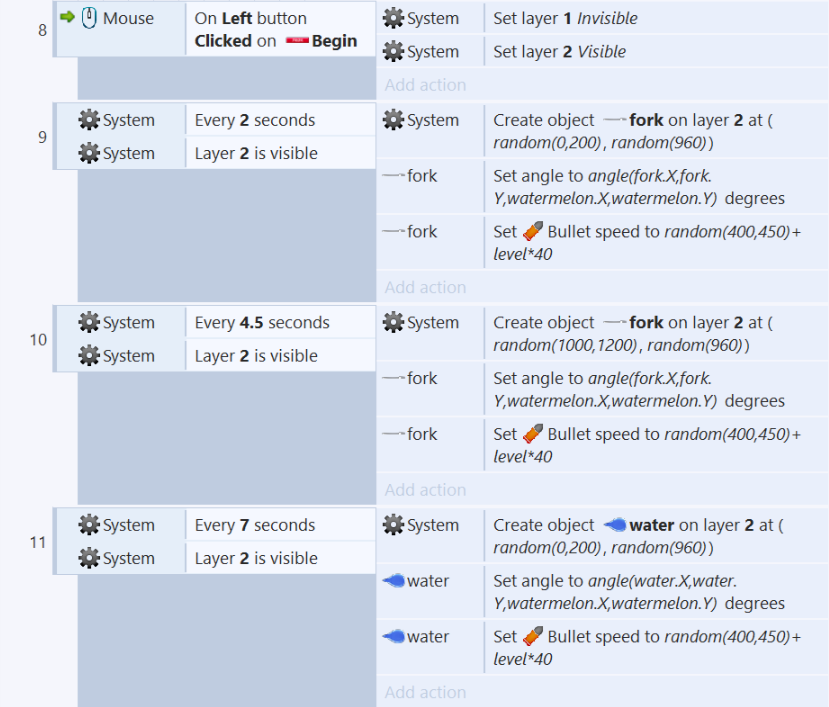 8
Mouse
On Left button
Clicked on Begin
System
Set layer 1 Invisible
System
Set layer 2 Visible
Add action
9
System
Every 2 seconds
System
Layer 2 is visible
System
Create object fork on layer 2 at (
random(0,200), random(960))
fork
Set angle to angle(fork.X,fork.
Y,watermelon.X,watermelon.Y) degrees
fork
Set Bullet speed to random(400,450)+
level*40
Add action
10
System
Every 4.5 seconds
System
Layer 2 is visible
System
Create object fork on layer 2 at (
random(1000,1200), random(960))
fork
Set angle to angle(fork.X,fork.
Y,watermelon.X,watermelon.Y) degrees
fork
Set Bullet speed to random(400,450)+
level*40
Add action
11
System
Every 7 seconds
System
Layer 2 is visible
System
Create object water on layer 2 at (
random(0,200), random(960))
water
Set angle to angle(water.X,water.
Y,watermelon.X,watermelon.Y) degrees
water
Set Bullet speed to random(400,450)+
level*40
Add action